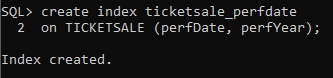 SQL> create index ticketsale_perfdate
  2  on TICKETSALE (perfDate, perfYear);
Index created.